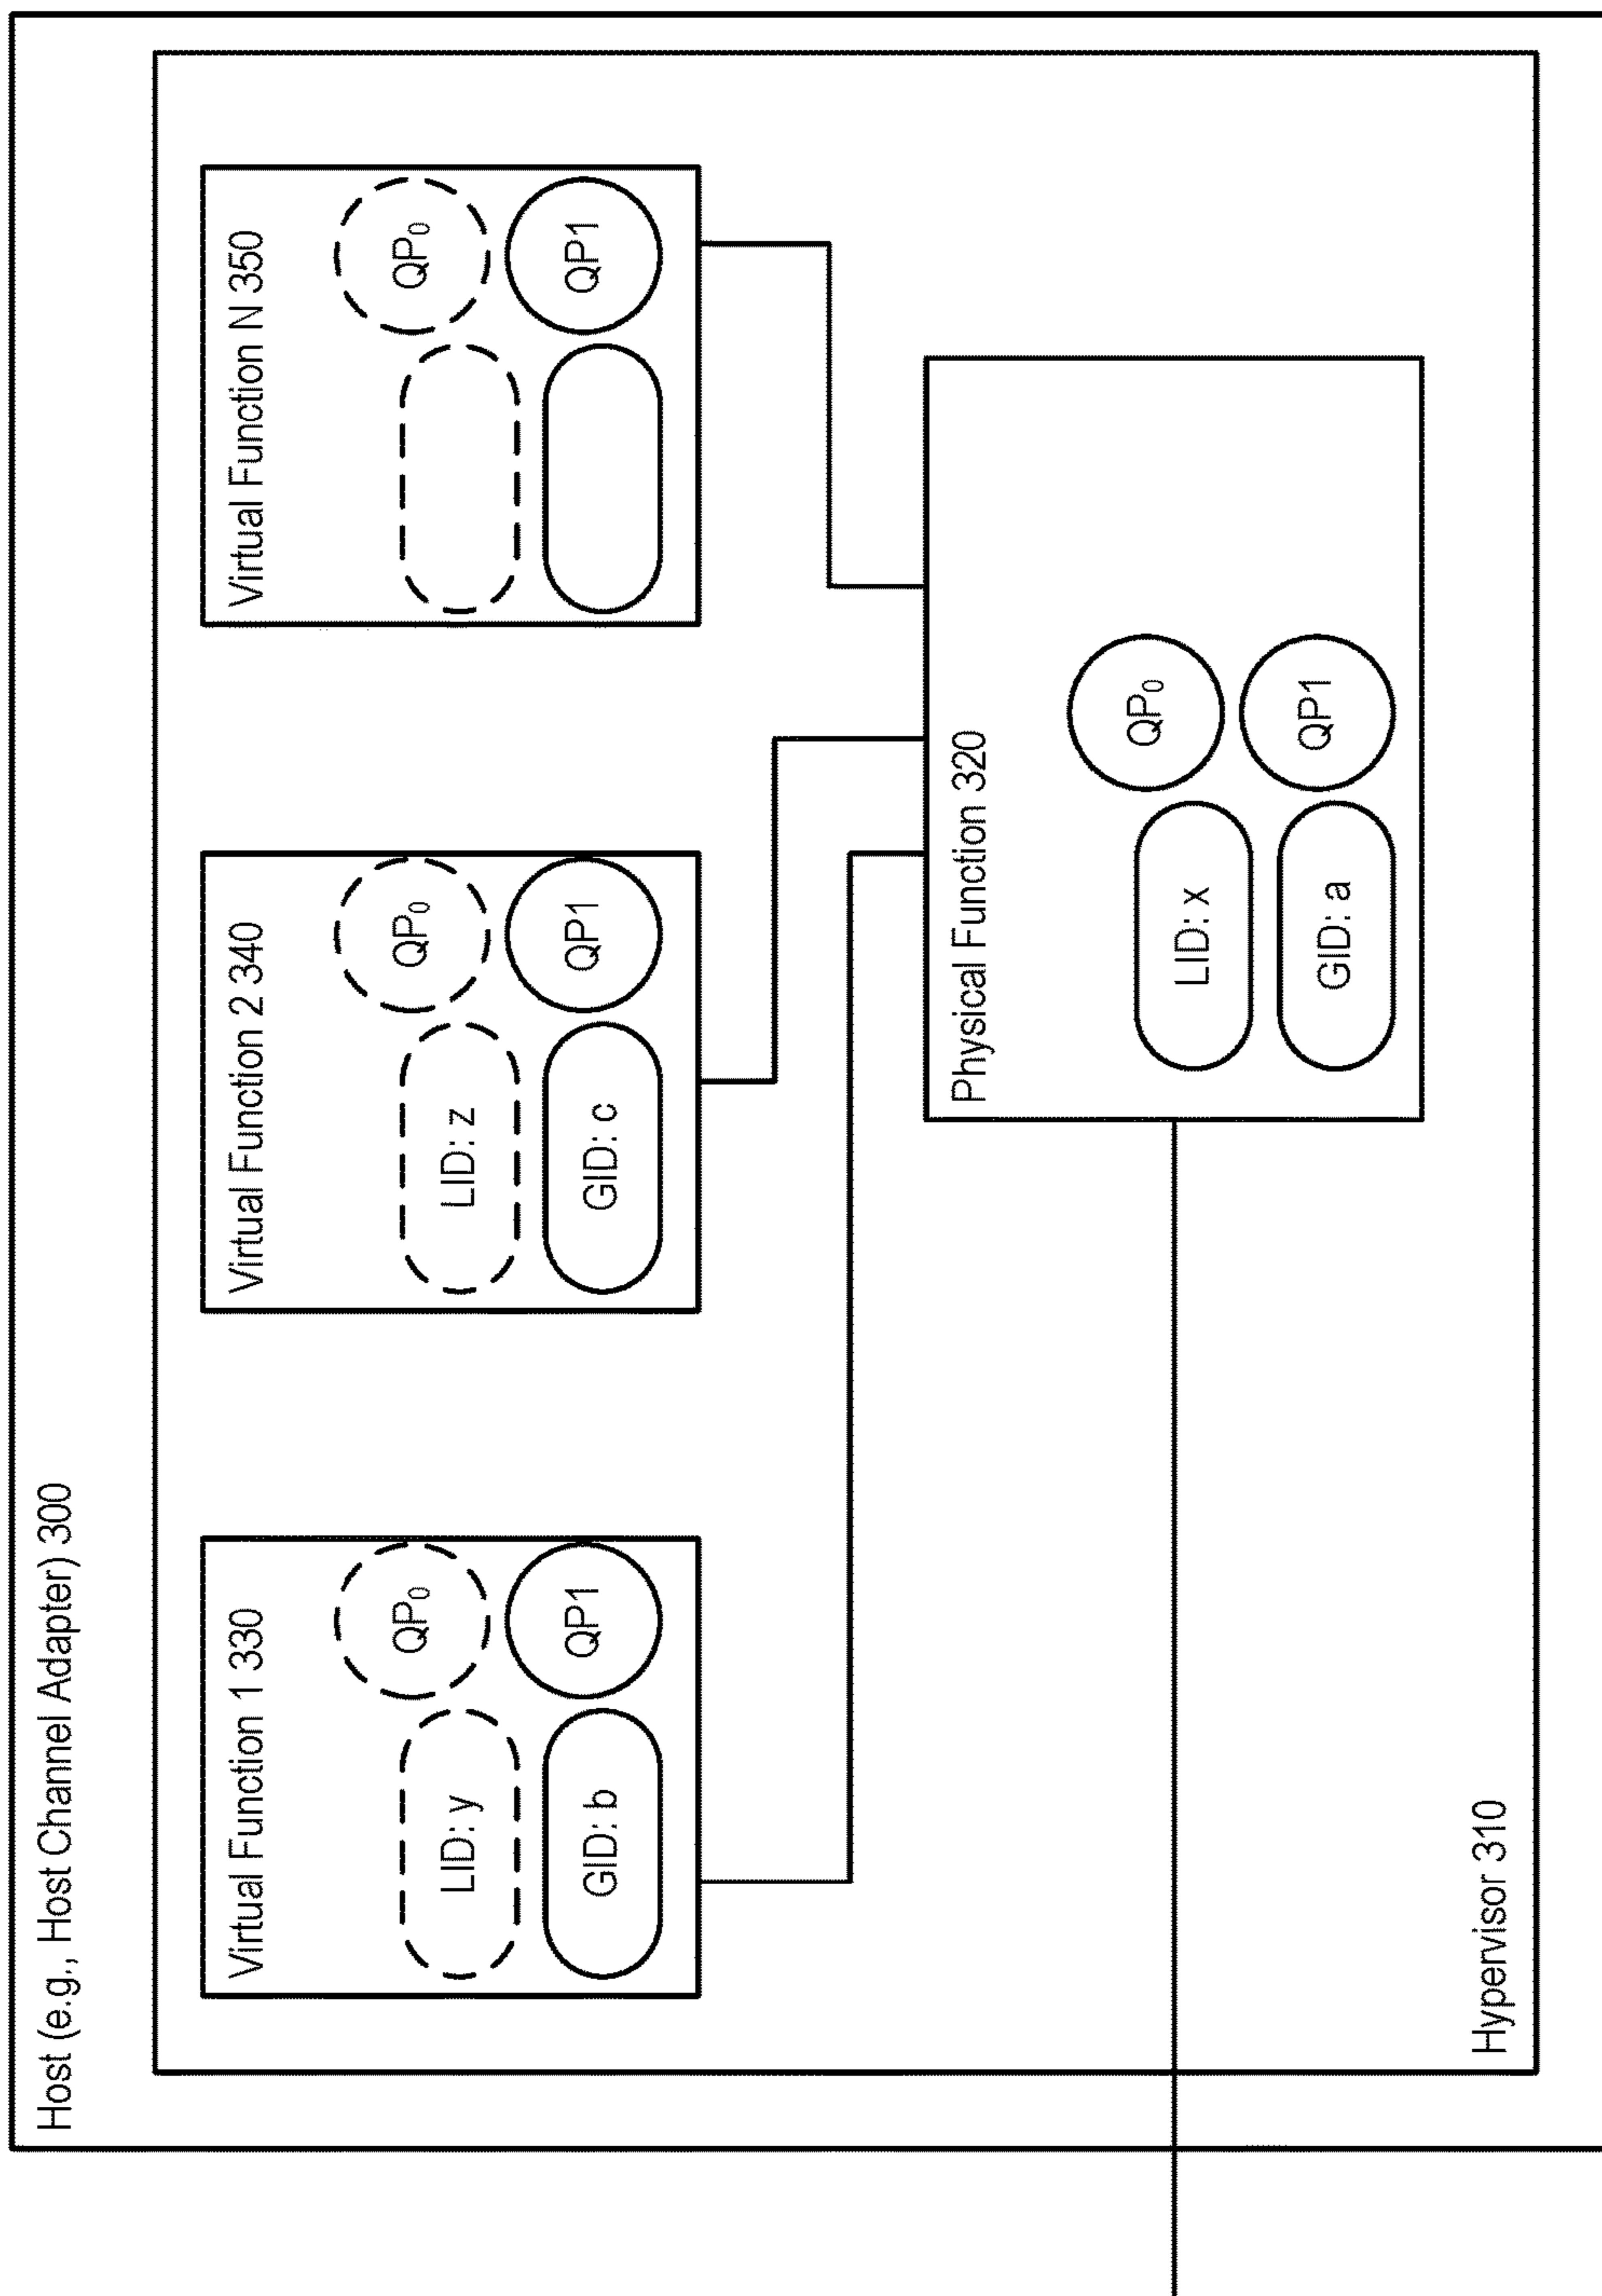 Host (e.g., Host Channel Adapter) 300
Virtual Function 1 330
QP₀
LID: y
QP1
GID: b
Virtual Function 2 340
QP₀
LID: z
QP1
GID: c
Virtual Function N 350
QP₀
QP1
Physical Function 320
QP₀
LID: x
QP1
GID: a
Hypervisor 310